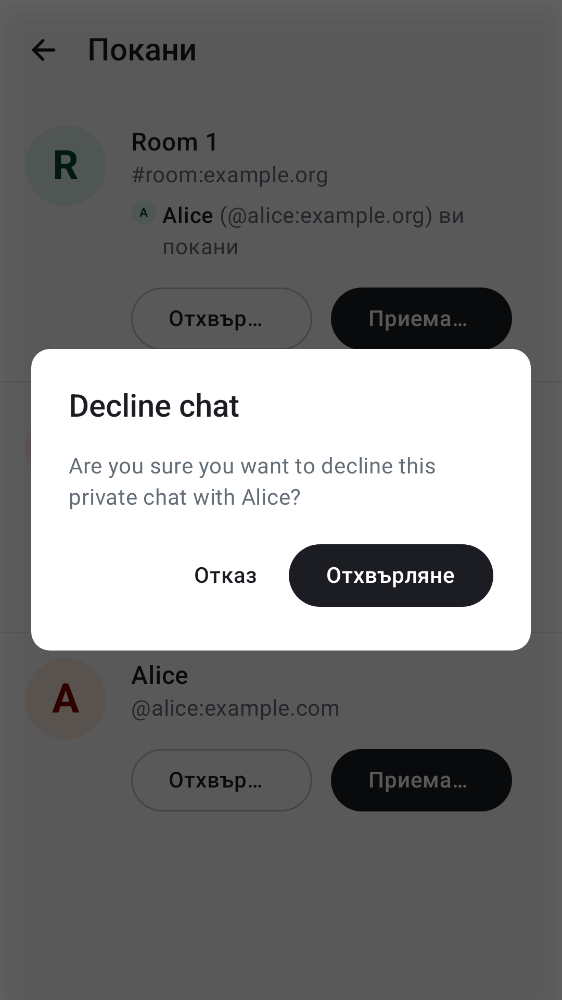 Покани
R
Room 1
#room:example.org
A Alice (@alice:example.org) ви
покани
Отхвър…
Приема…
Decline chat
Are you sure you want to decline this
private chat with Alice?
Отказ
Отхвърляне
A
Alice
@alice:example.com
Отхвър…
Приема…